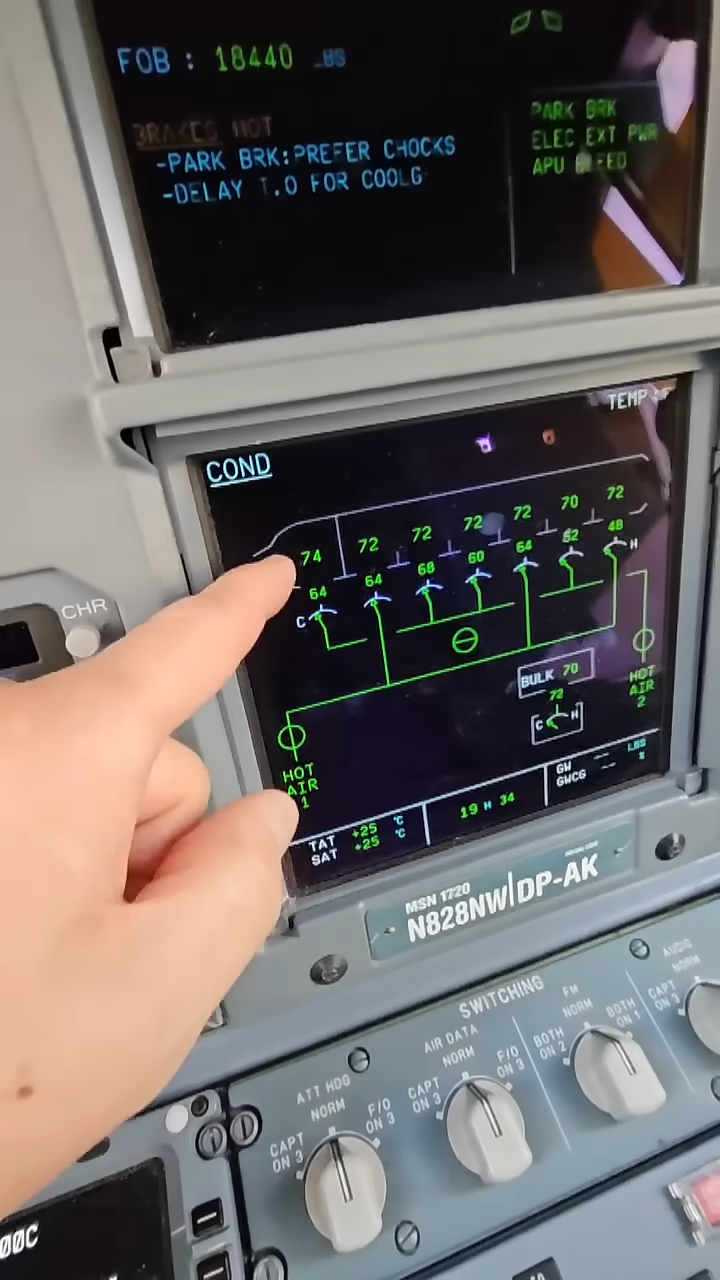 FOB : 18440 LBS
BRAKES HOT
-PARK BRK:PREFER CHOCKS
-DELAY T.O FOR COOLG
PARK BRK
ELEC EXT PWR
APU BLEED
TEMP °F
COND
74 72 72 72 72 70 72
64 64 68 60 64 62 48
C H
BULK 70
72
C H
HOT
AIR
1
HOT
AIR
2
TAT +25 °C
SAT +25 °C
19 H 34
GW -- LBS
GWCG -- %
CHR
MSN 1720
N828NW|DP-AK
SWITCHING
ATT HDG
NORM
CAPT
ON 3
F/O
ON 3
AIR DATA
NORM
CAPT
ON 3
F/O
ON 3
FM
NORM
BOTH
ON 2
BOTH
ON 1
AUDIO
NORM
CAPT
ON 3
00C